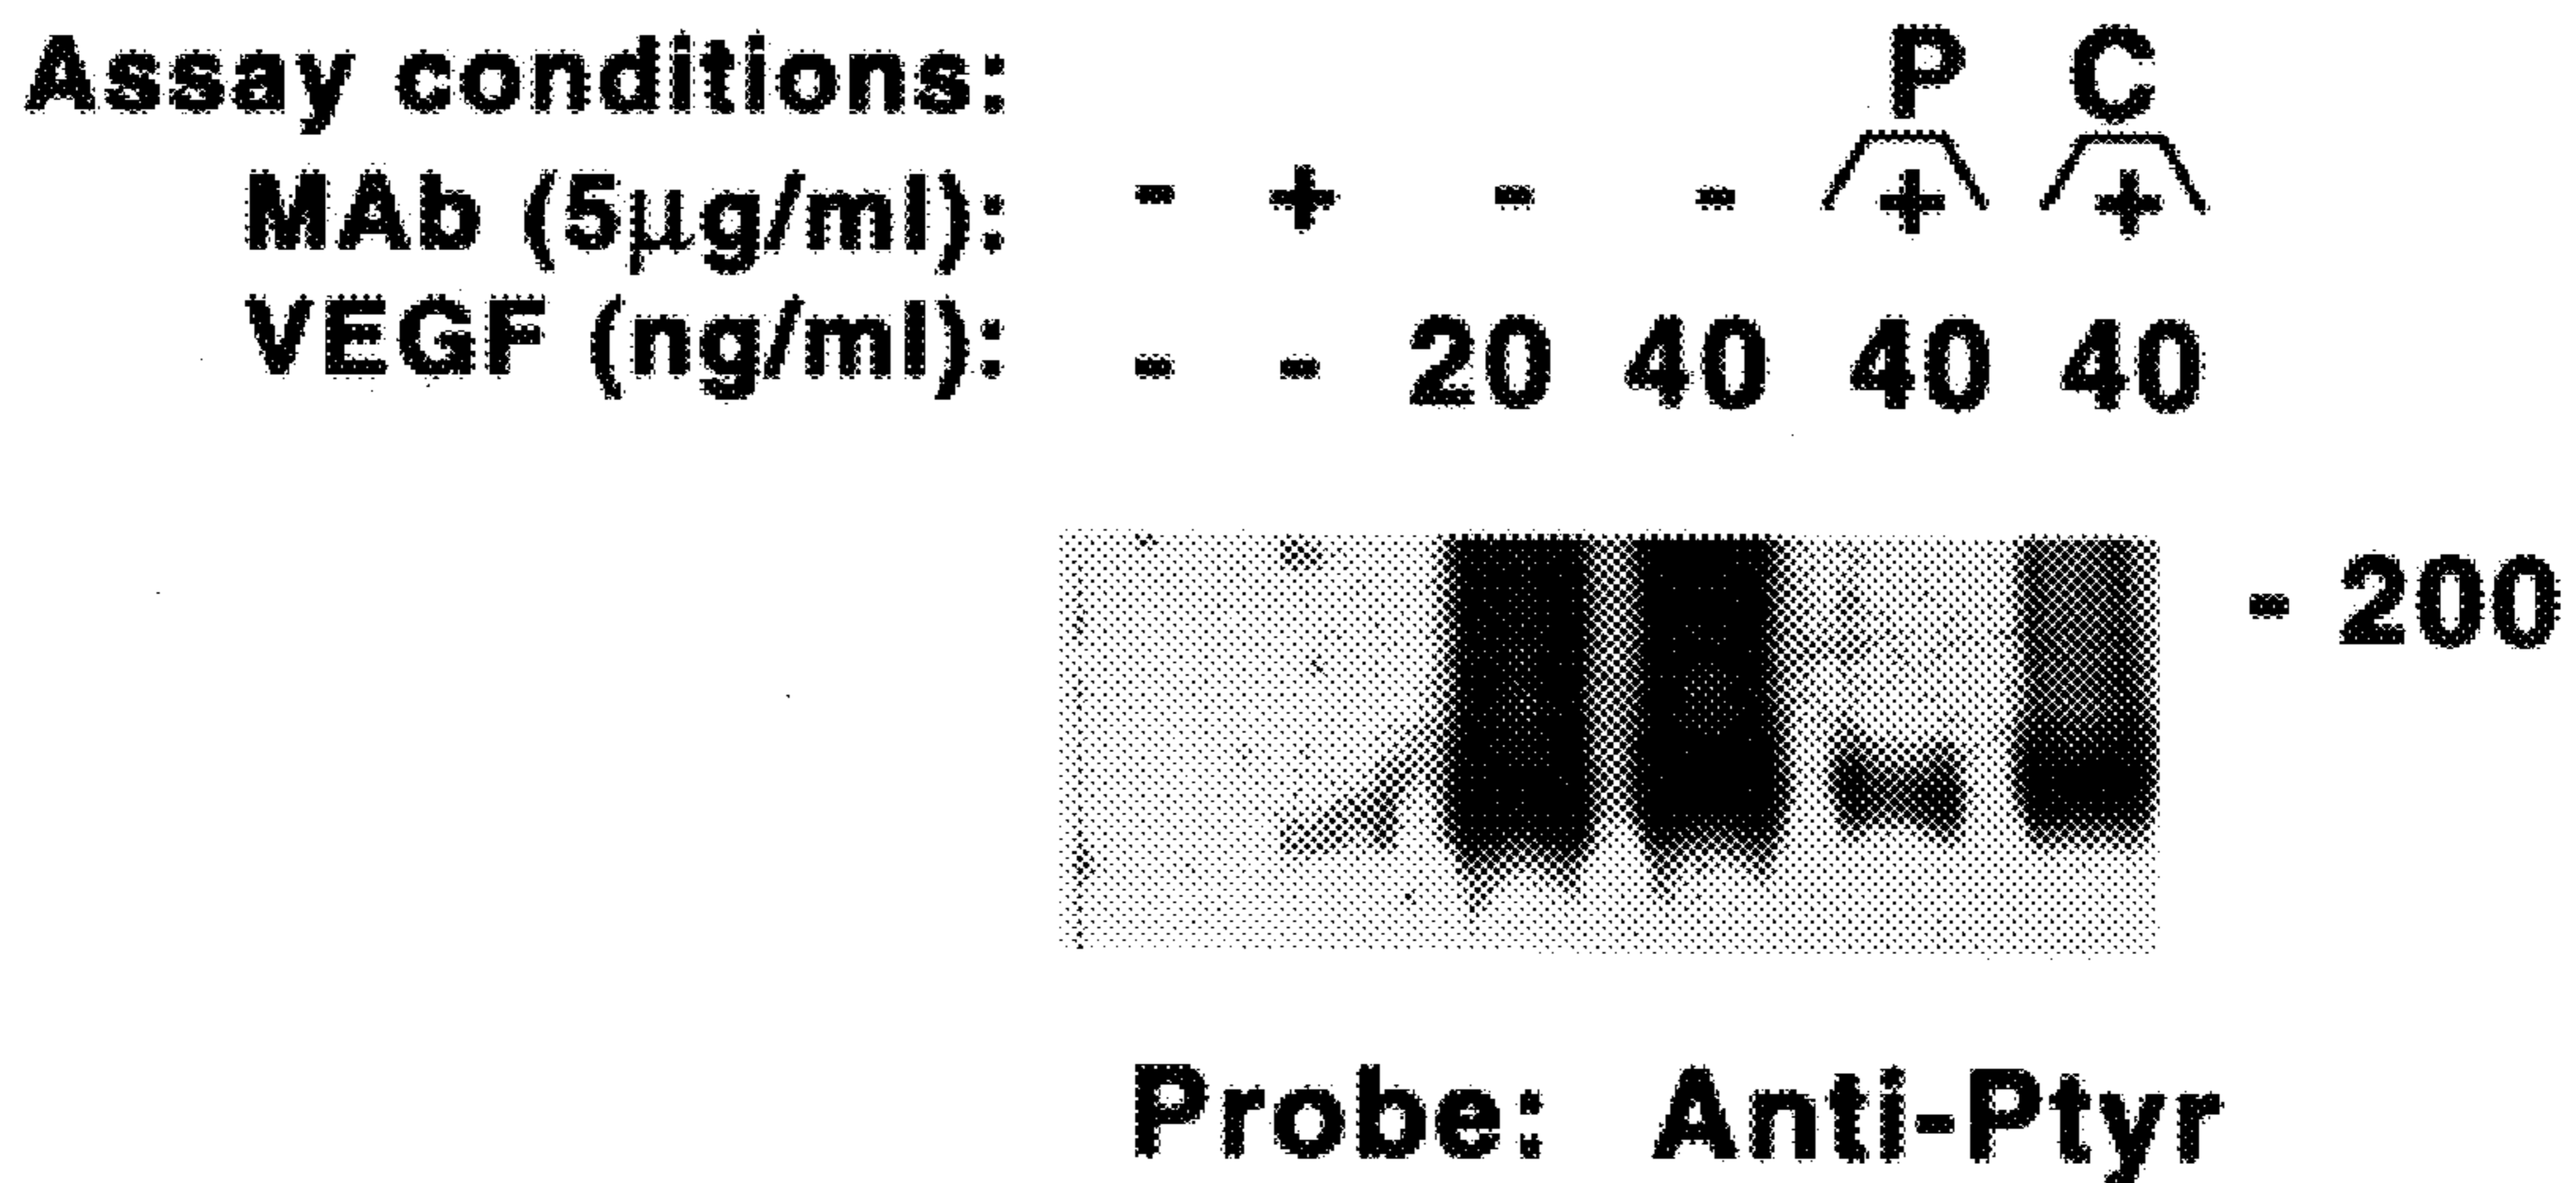 Assay conditions: P C
MAb (5µg/ml): - + - - + +
VEGF (ng/ml): - - 20 40 40 40
- 200
Probe: Anti-Ptyr